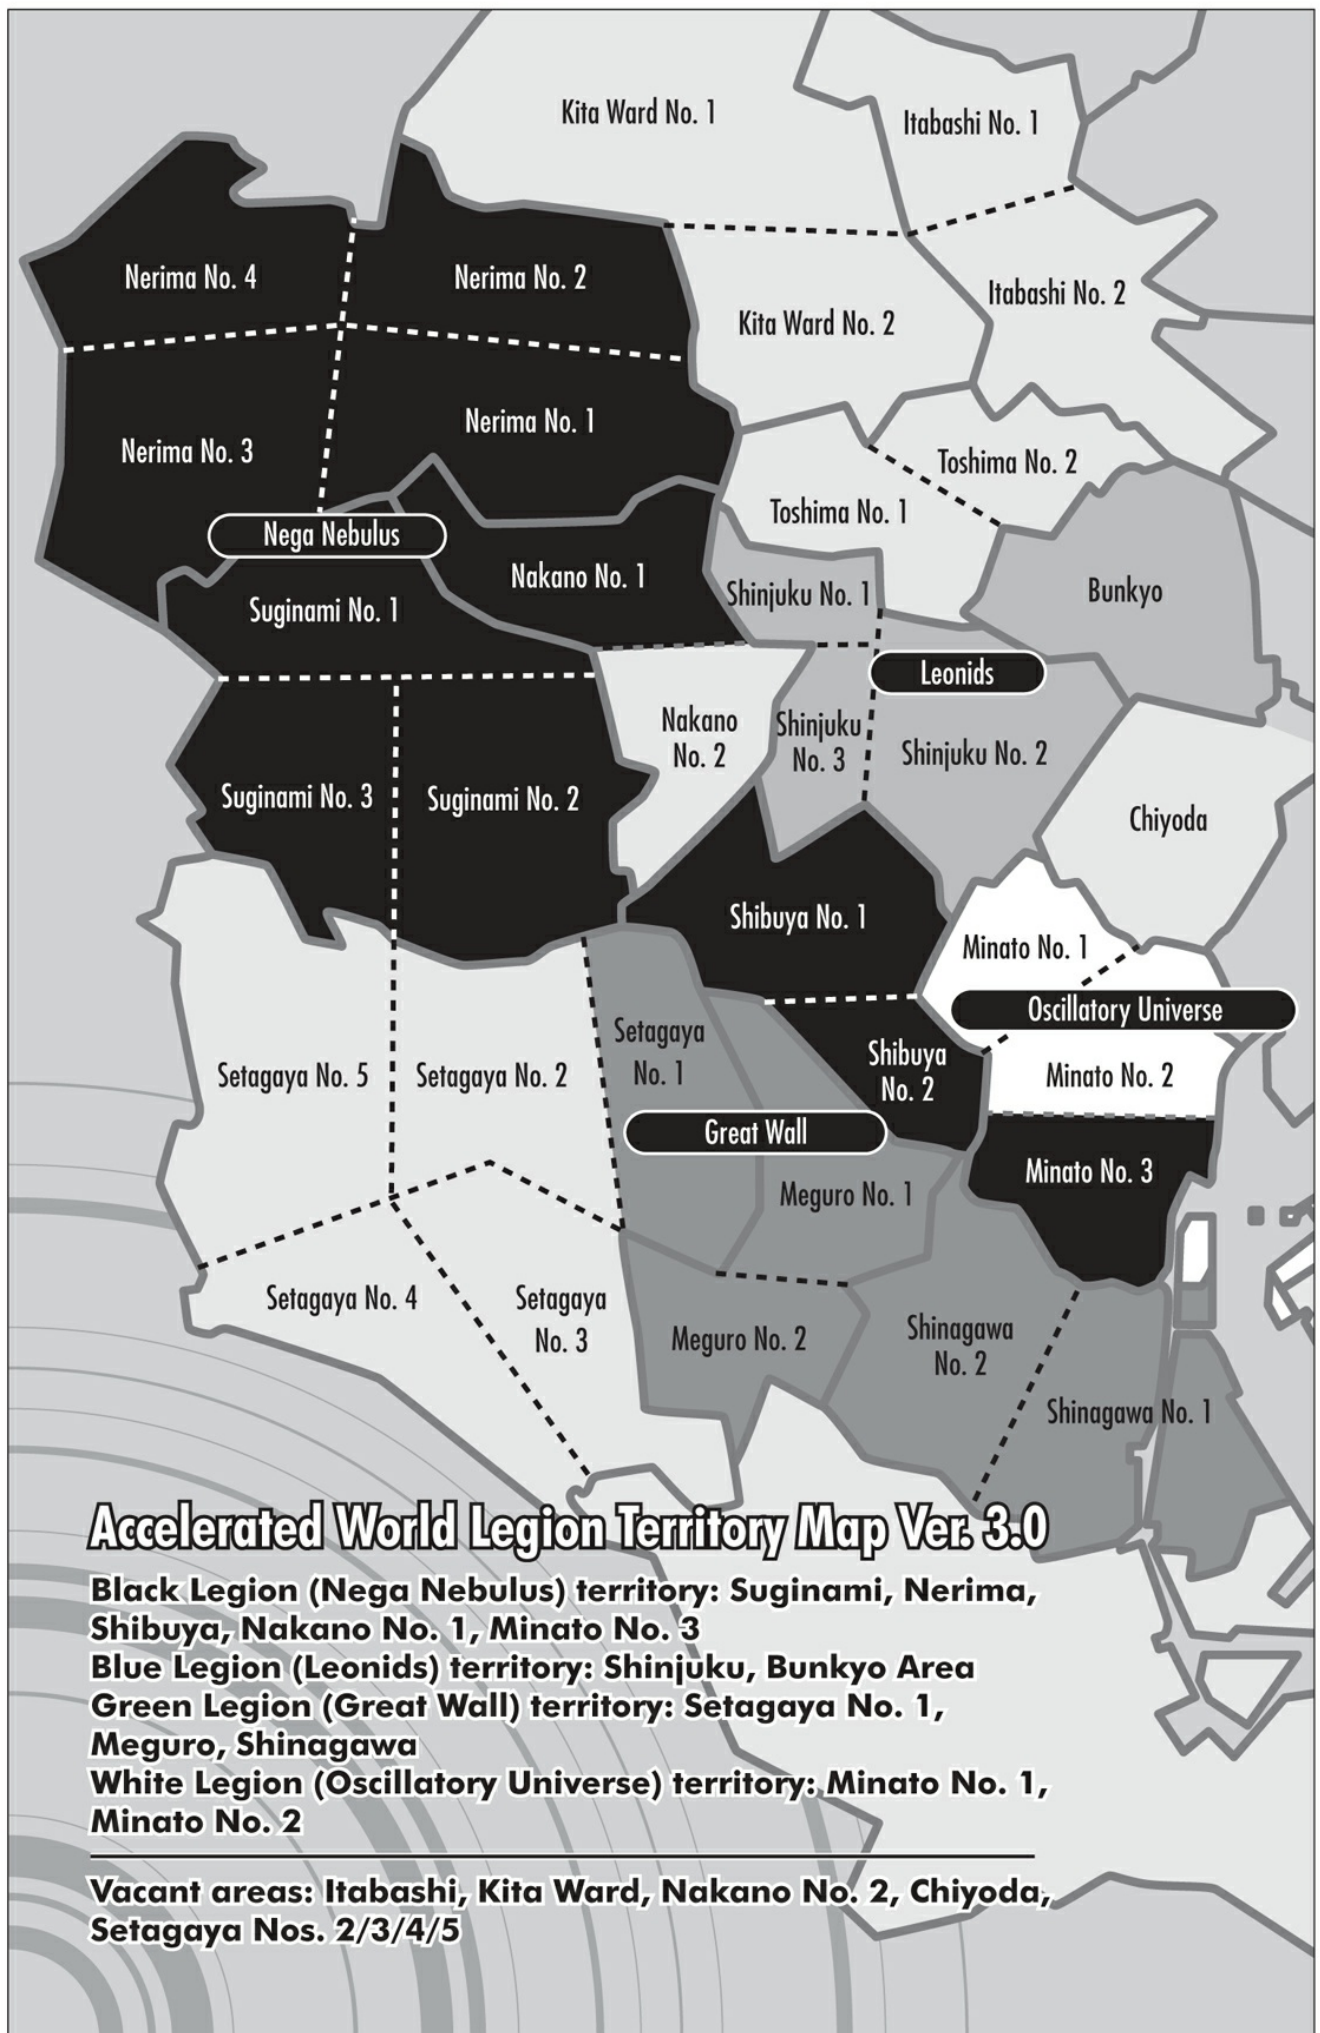 Kita Ward No. 1
Itabashi No. 1
Nerima No. 4
Nerima No. 2
Itabashi No. 2
Kita Ward No. 2
Nerima No. 1
Nerima No. 3
Toshima No. 2
Toshima No. 1
Nega Nebulus
Nakano No. 1
Shinjuku No. 1
Bunkyo
Suginami No. 1
Leonids
Nakano
No. 2
Shinjuku
No. 3
Shinjuku No. 2
Suginami No. 3
Suginami No. 2
Chiyoda
Shibuya No. 1
Minato No. 1
Oscillatory Universe
Setagaya
No. 1
Shibuya
No. 2
Setagaya No. 5
Setagaya No. 2
Minato No. 2
Great Wall
Minato No. 3
Meguro No. 1
Setagaya No. 4
Setagaya
No. 3
Meguro No. 2
Shinagawa
No. 2
Shinagawa No. 1
Accelerated World Legion Territory Map Ver. 3.0
Black Legion (Nega Nebulus) territory: Suginami, Nerima,
Shibuya, Nakano No. 1, Minato No. 3
Blue Legion (Leonids) territory: Shinjuku, Bunkyo Area
Green Legion (Great Wall) territory: Setagaya No. 1,
Meguro, Shinagawa
White Legion (Oscillatory Universe) territory: Minato No. 1,
Minato No. 2
Vacant areas: Itabashi, Kita Ward, Nakano No. 2, Chiyoda,
Setagaya Nos. 2/3/4/5